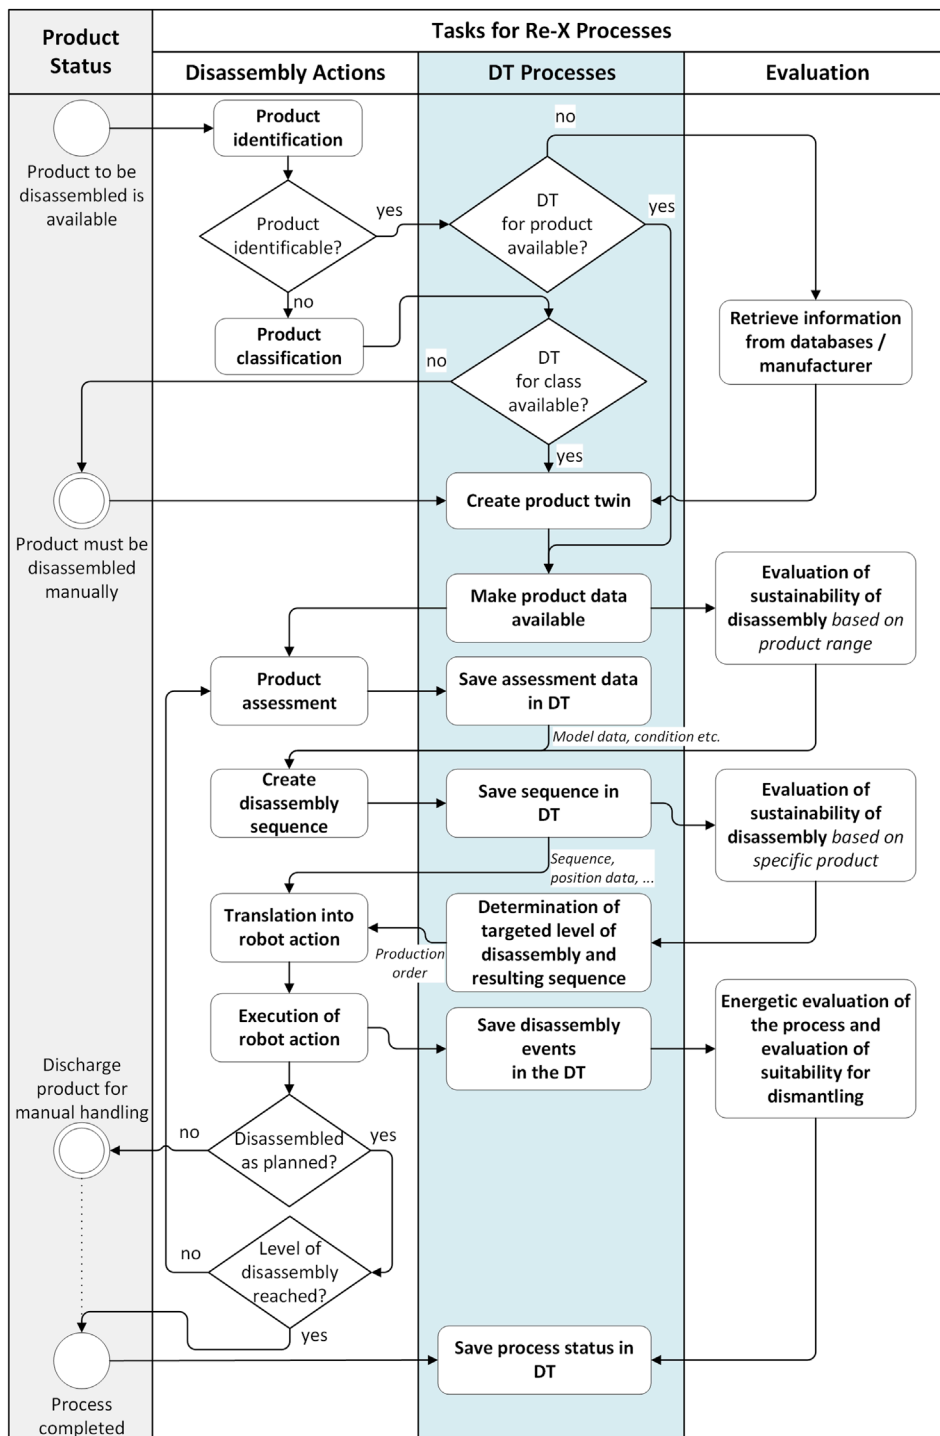 Product
Status
Tasks for Re-X Processes
Disassembly Actions
DT Processes
Evaluation
Product to be
disassembled is
available
Product
identification
Product
identificable?
yes
no
DT
for product
available?
no
yes
Product
classification
DT
for class
available?
no
yes
Retrieve information
from databases /
manufacturer
Product must be
disassembled
manually
Create product twin
Make product data
available
Evaluation of
sustainability of
disassembly based on
product range
Product
assessment
Save assessment data
in DT
Model data, condition etc.
Create
disassembly
sequence
Save sequence in
DT
Evaluation of
sustainability of
disassembly based on
specific product
Sequence,
position data, ...
Translation into
robot action
Production
order
Determination of
targeted level of
disassembly and
resulting sequence
Execution of
robot action
Save disassembly
events
in the DT
Energetic evaluation of
the process and
evaluation of
suitability for
dismantling
Discharge
product for
manual handling
no
Disassembled
as planned?
yes
no
Level of
disassembly
reached?
yes
Save process status in
DT
Process
completed